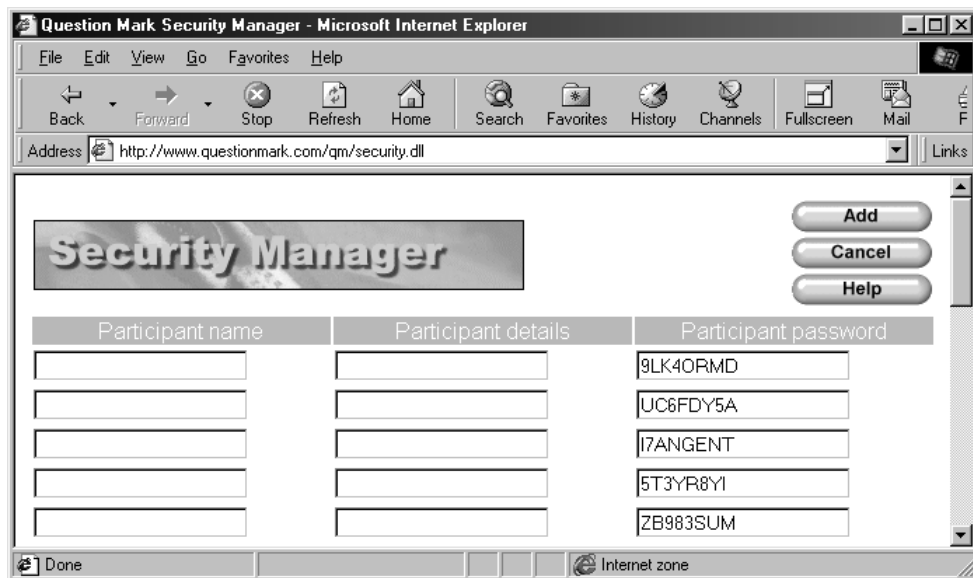 Question Mark Security Manager - Microsoft Internet Explorer
File Edit View Go Favorites Help
Back Forward Stop Refresh Home Search Favorites History Channels Fullscreen Mail F
Address http://www.questionmark.com/qm/security.dll Links
Security Manager
Add
Cancel
Help
Participant name Participant details Participant password
9LK4ORMD
UC6FDY5A
I7ANGENT
5T3YR8YI
ZB983SUM
Done Internet zone